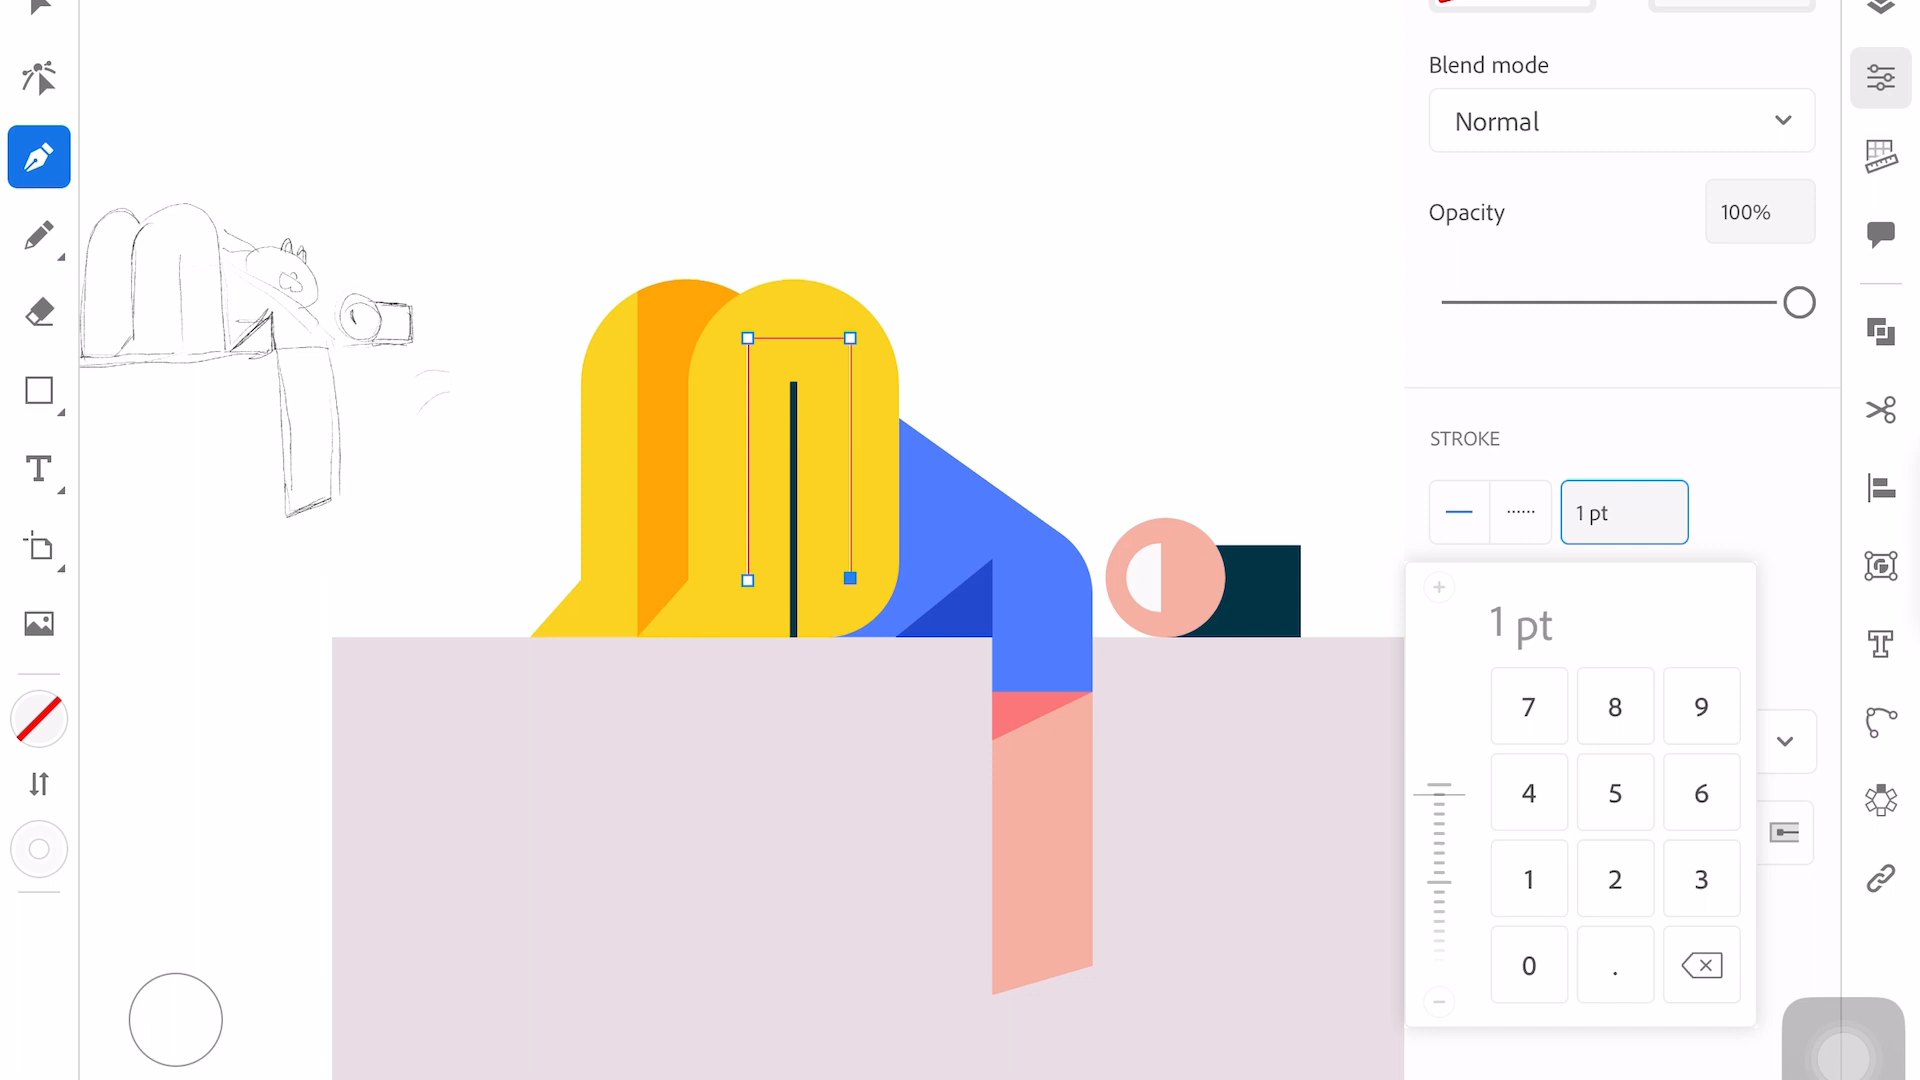 Blend mode
Normal
Opacity
100%
STROKE
1 pt
1 pt
7 8 9
4 5 6
1 2 3
0 .